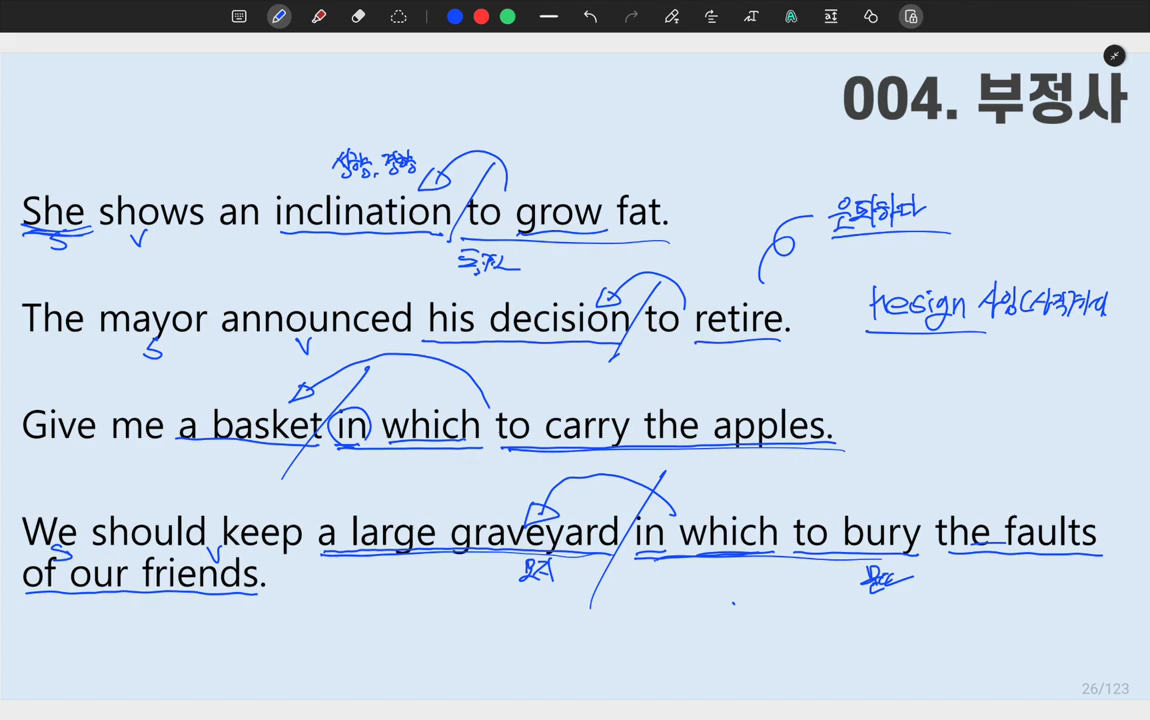 004. 부정사
성향, 경향
She shows an inclination to grow fat.
S V
은퇴하다
The mayor announced his decision to retire.
S V
resign 사임(사직)하다
Give me a basket in which to carry the apples.
We should keep a large graveyard in which to bury the faults
S V
묘지
of our friends.
26/123